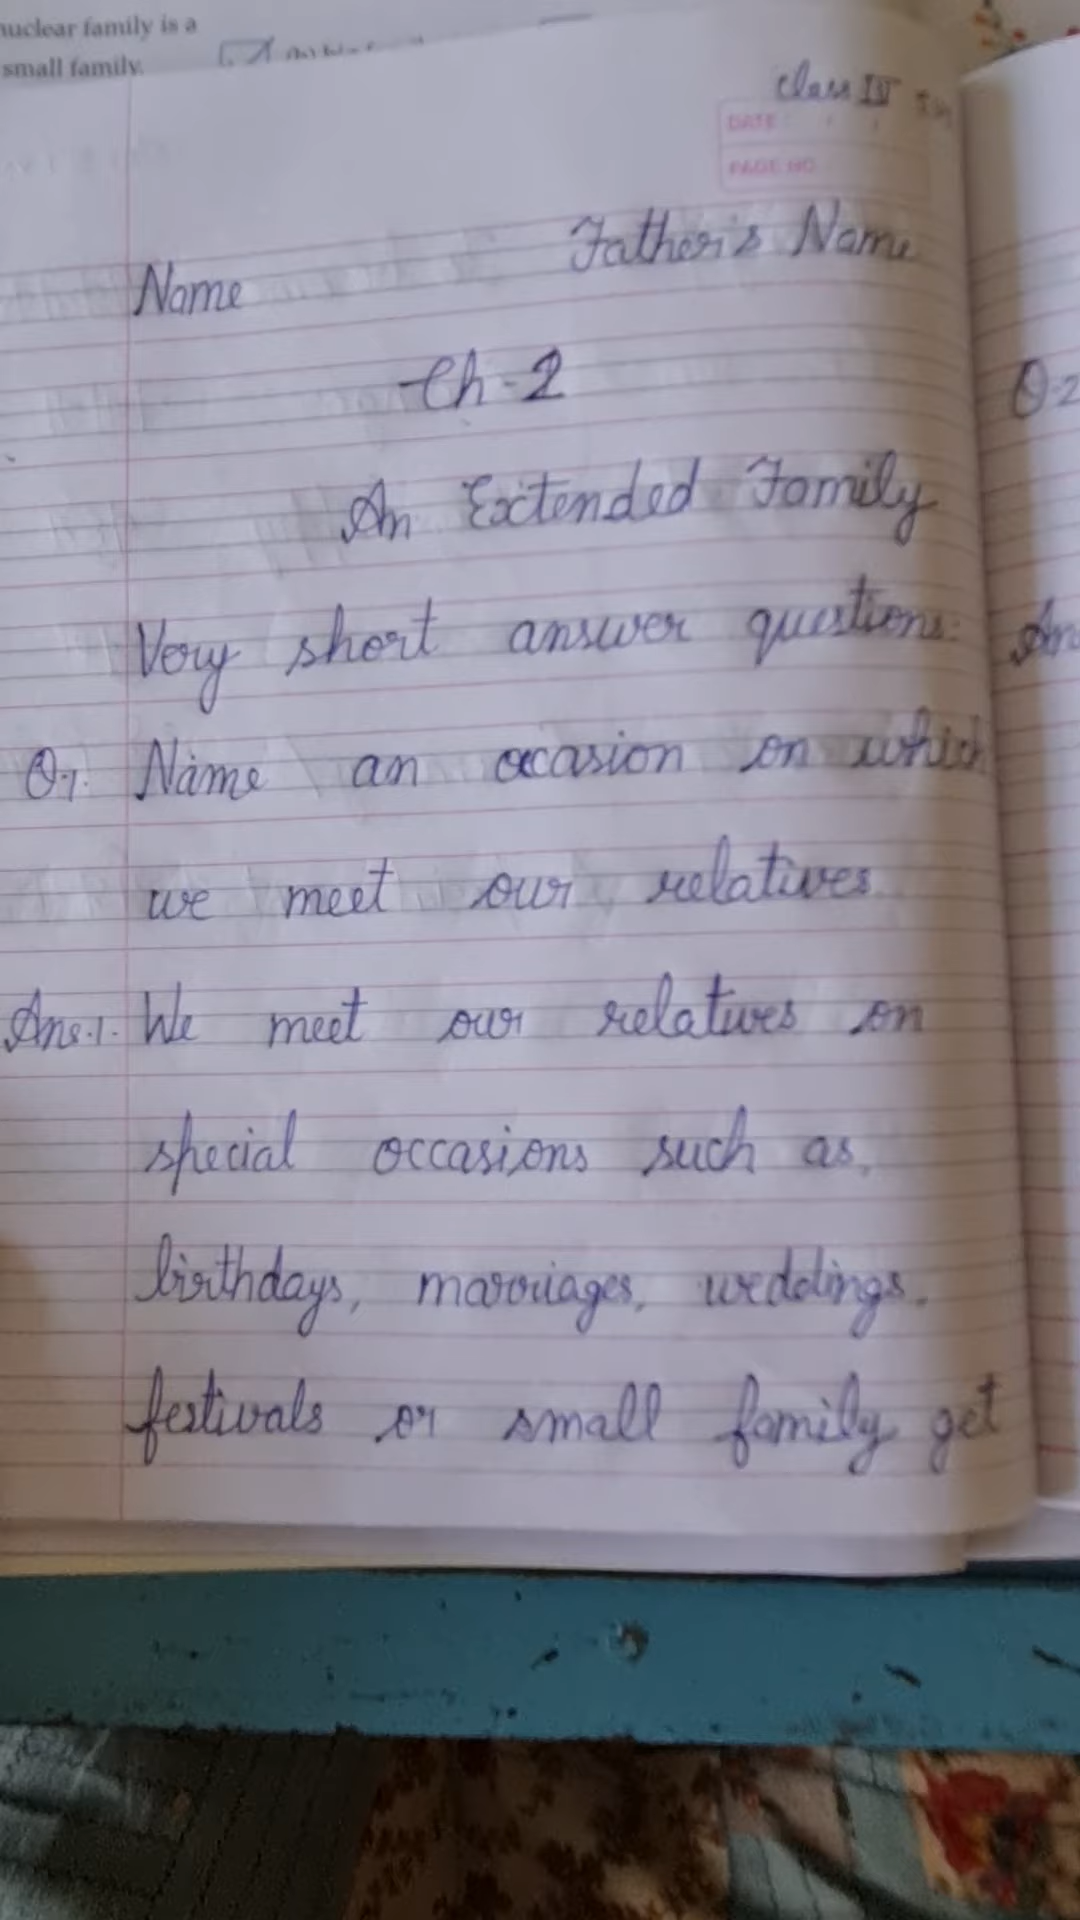 nuclear family is a
small family.
Class IV
DATE :
PAGE NO
Father's Name
Name
Ch-2
An Extended Family
Very short answer questions:
Q.1. Name an occasion on which
we meet our relatives
Ans.1. We meet our relatives on
special occasions such as,
birthdays, marriages, weddings.
festivals or small family get
Q.2
An